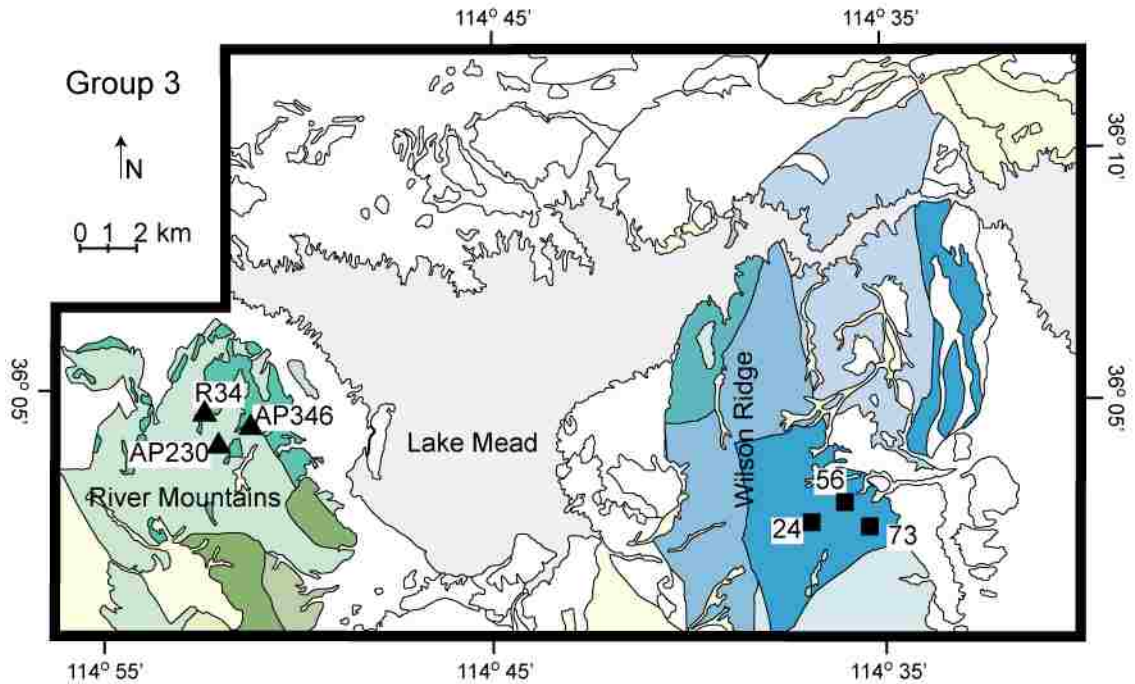 114° 45’ 114° 35’
Group 3
N
0 1 2 km
36° 10’
36° 05’
36° 05’
R34
AP346
AP230
River Mountains
Lake Mead
Wilson Ridge
56
24
73
114° 55’ 114° 45’ 114° 35’